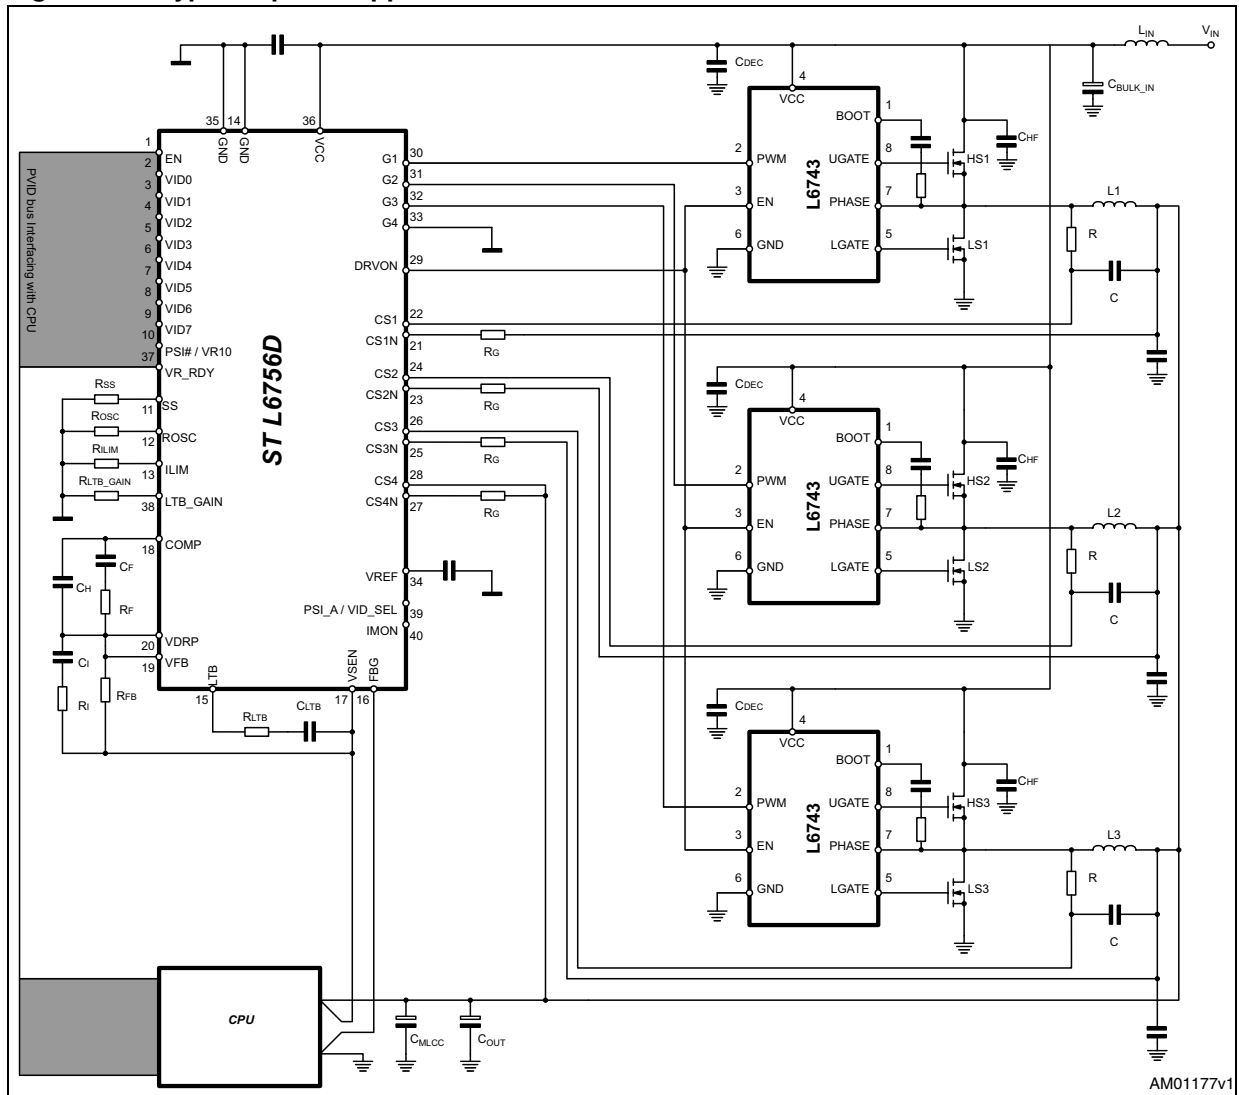 LIN
VIN
CDEC
CBULK_IN
4
VCC
1
BOOT
CHF
35
14
36
GND
GND
VCC
1
EN
2
VID0
3
VID1
4
VID2
5
VID3
6
VID4
7
VID5
8
VID6
9
VID7
10
PSI# / VR10
37
VR_RDY
PVID bus Interfacing with CPU
ST L6756D
G1
30
G2
31
G3
32
G4
33
DRVON
29
CS1
22
CS1N
21
RG
CS2
24
CS2N
23
RG
CS3
26
CS3N
25
RG
CS4
28
CS4N
27
RG
VREF
34
PSI_A / VID_SEL
39
IMON
40
RSS
11
SS
ROSC
12
ROSC
RILIM
13
ILIM
RLTB_GAIN
38
LTB_GAIN
18
COMP
CF
CH
RF
20
VDRP
19
VFB
CI
RI
RFB
LTB
15
VSEN
17
FBG
16
RLTB
CLTB
2
PWM
UGATE
8
HS1
3
EN
L6743
PHASE
7
6
GND
LGATE
5
LS1
L1
R
C
CDEC
4
VCC
BOOT
1
CHF
2
PWM
UGATE
8
HS2
3
EN
L6743
PHASE
7
6
GND
LGATE
5
LS2
L2
R
C
CDEC
4
VCC
BOOT
1
CHF
2
PWM
UGATE
8
HS3
3
EN
L6743
PHASE
7
6
GND
LGATE
5
LS3
L3
R
C
CPU
CMLCC
COUT
AM01177v1